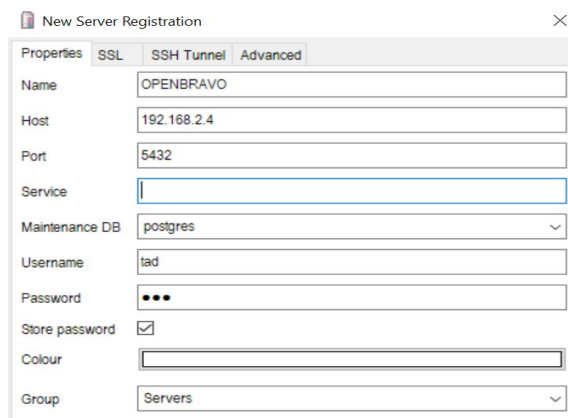 New Server Registration
Properties SSL SSH Tunnel Advanced
Name OPENBRAVO
Host 192.168.2.4
Port 5432
Service
Maintenance DB postgres
Username tad
Password •••
Store password
Colour
Group Servers